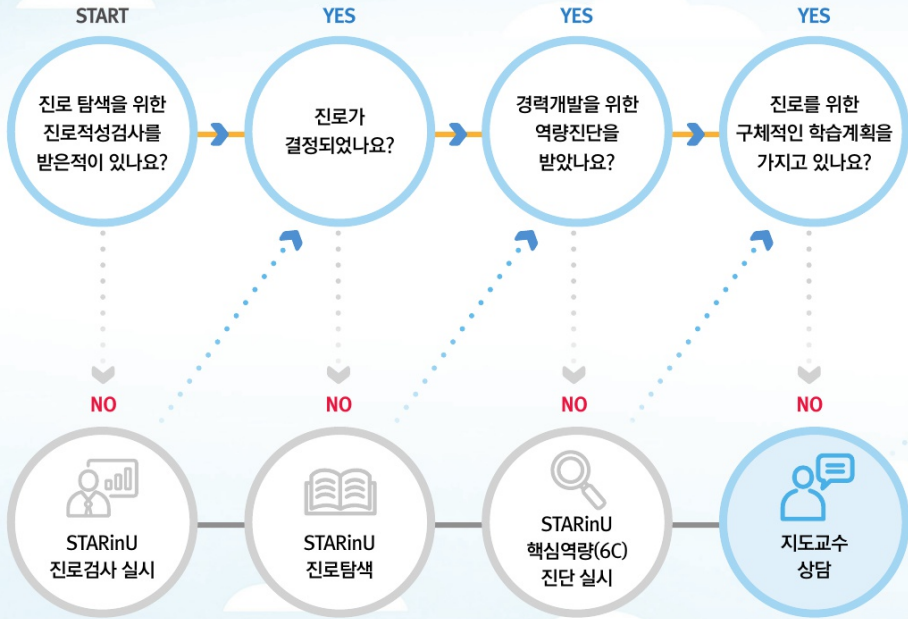 START
YES
YES
YES
진로 탐색을 위한
진로적성검사를
받은적이 있나요?
진로가
결정되었나요?
경력개발을 위한
역량진단을
받았나요?
진로를 위한
구체적인 학습계획을
가지고 있나요?
NO
NO
NO
NO
STARinU
진로검사 실시
STARinU
진로탐색
STARinU
핵심역량(6C)
진단 실시
지도교수
상담